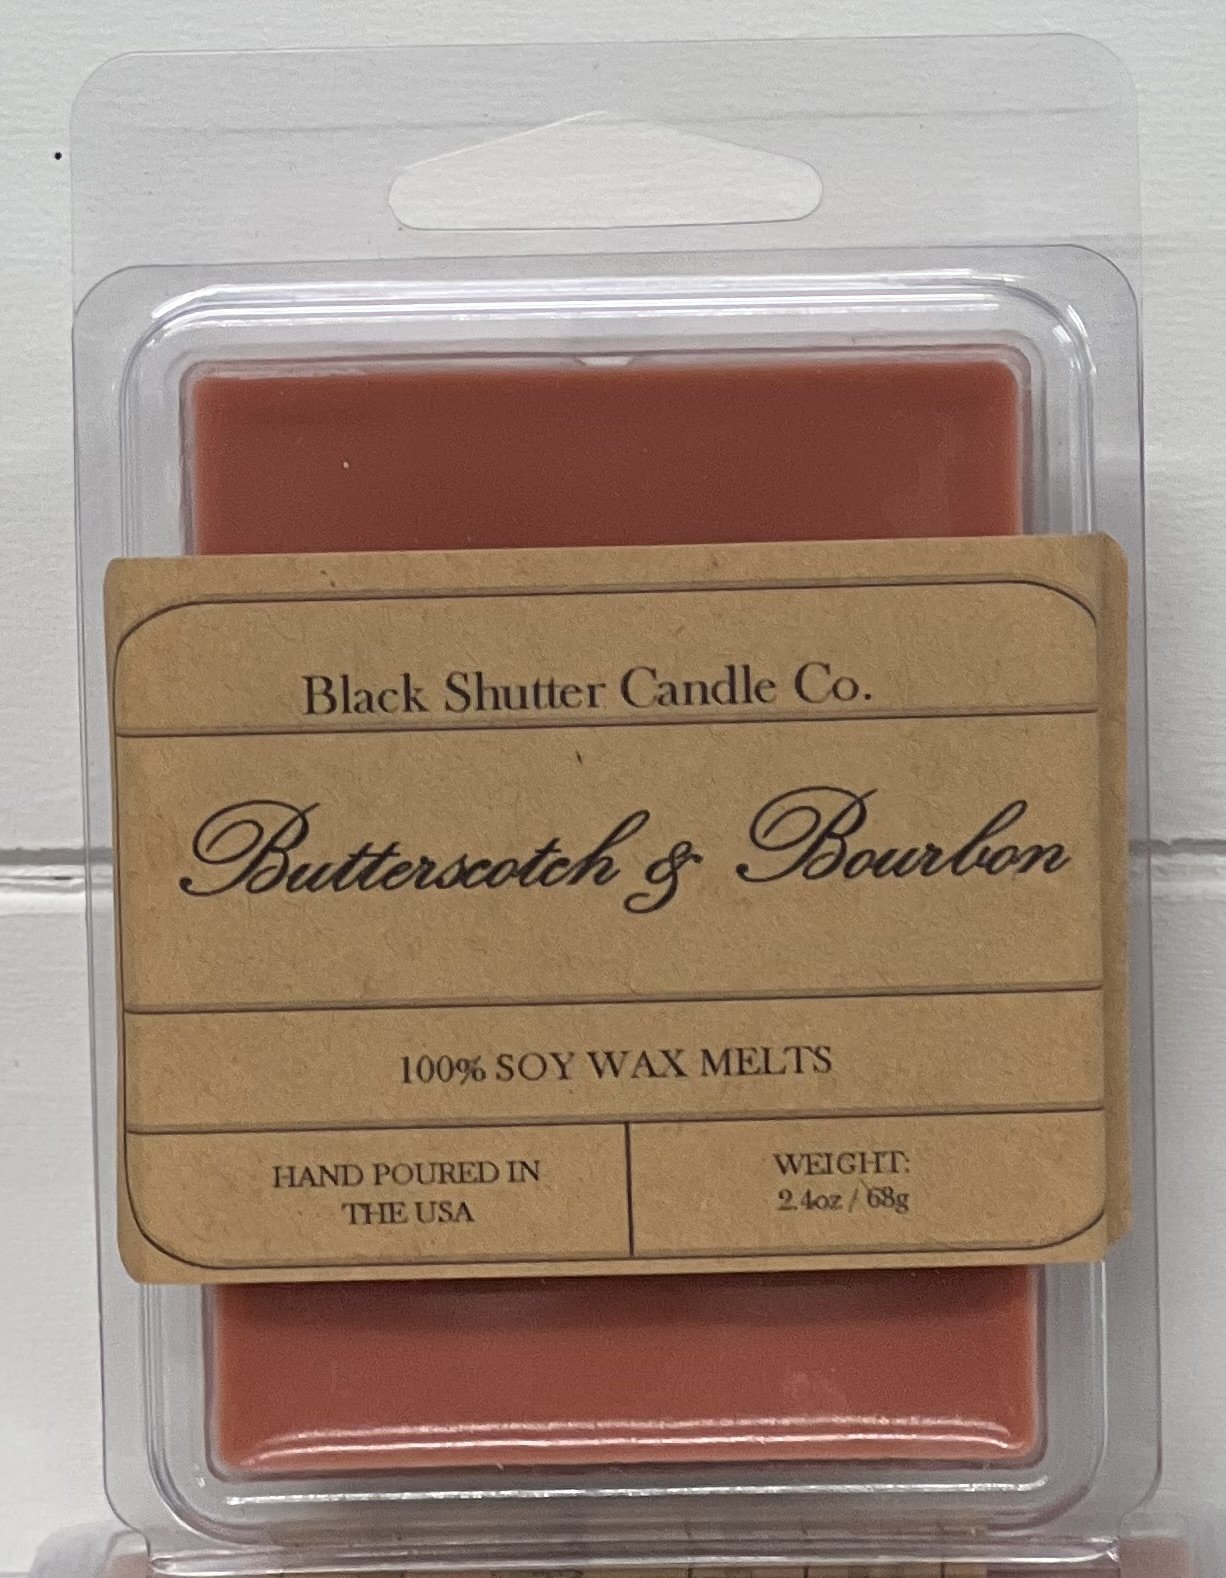 Black Shutter Candle Co.
Butterscotch & Bourbon
100% SOY WAX MELTS
HAND POURED IN
THE USA
WEIGHT:
2.4oz / 68g